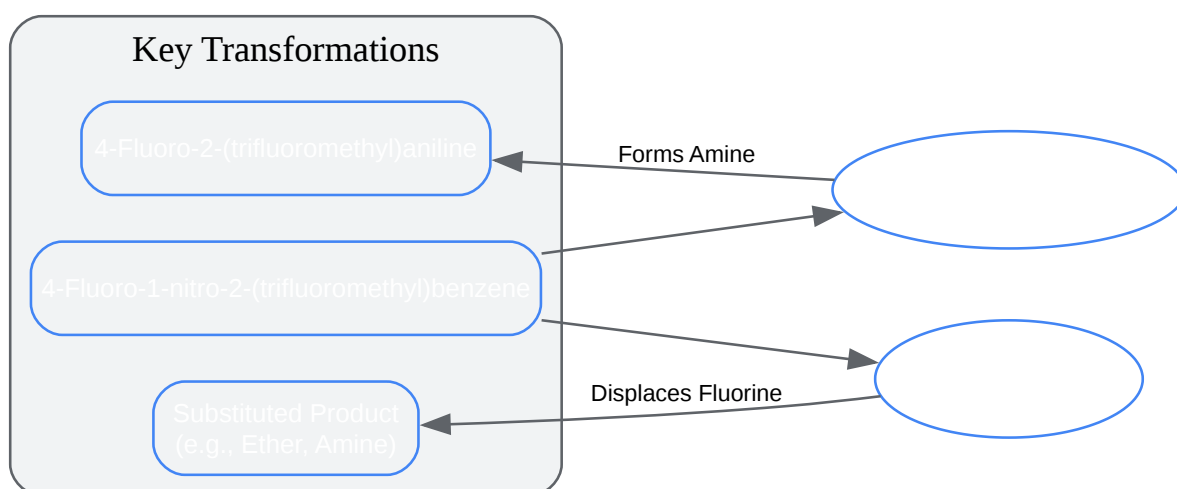 Key Transformations
4-Fluoro-2-(trifluoromethyl)aniline
Forms Amine
4-Fluoro-1-nitro-2-(trifluoromethyl)benzene
Displaces Fluorine
Substituted Product
(e.g., Ether, Amine)